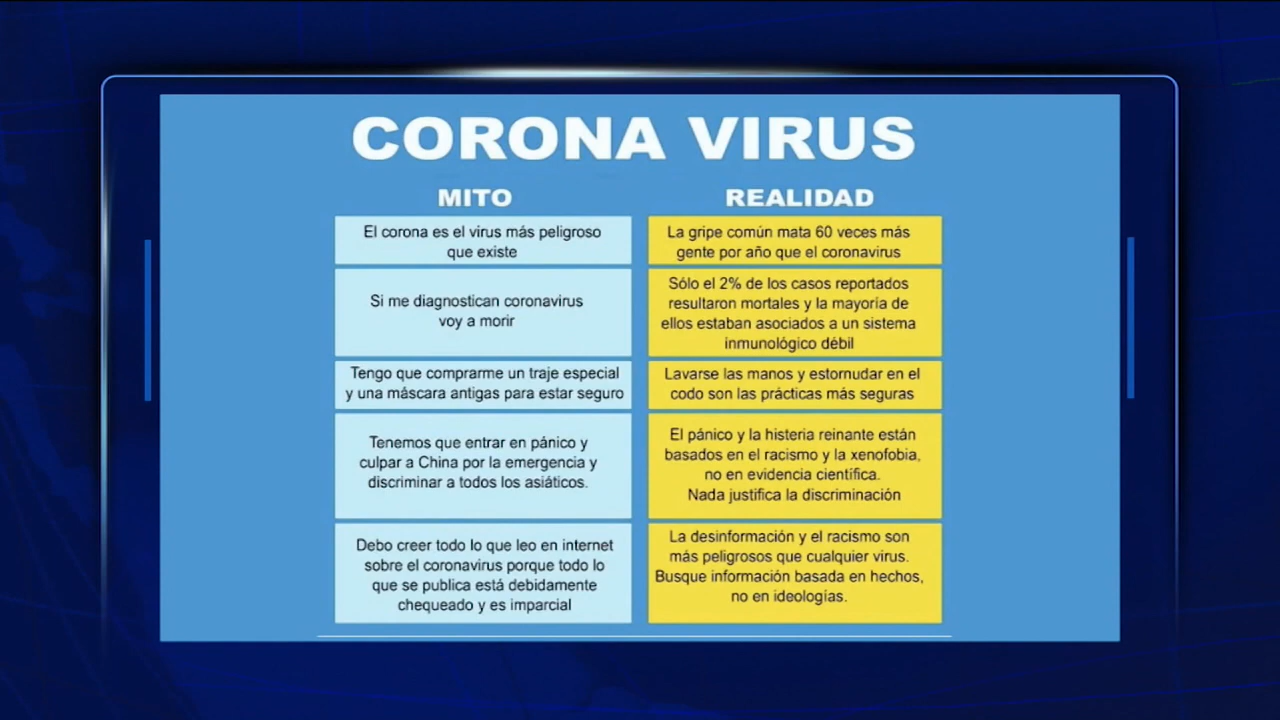 CORONA VIRUS
MITO
REALIDAD
El corona es el virus más peligroso
que existe
La gripe común mata 60 veces más
gente por año que el coronavirus
Si me diagnostican coronavirus
voy a morir
Sólo el 2% de los casos reportados
resultaron mortales y la mayoría de
ellos estaban asociados a un sistema
inmunológico débil
Tengo que comprarme un traje especial
y una máscara antigas para estar seguro
Lavarse las manos y estornudar en el
codo son las prácticas más seguras
Tenemos que entrar en pánico y
culpar a China por la emergencia y
discriminar a todos los asiáticos.
El pánico y la histeria reinante están
basados en el racismo y la xenofobia,
no en evidencia científica.
Nada justifica la discriminación
Debo creer todo lo que leo en internet
sobre el coronavirus porque todo lo
que se publica está debidamente
chequeado y es imparcial
La desinformación y el racismo son
más peligrosos que cualquier virus.
Busque información basada en hechos,
no en ideologías.